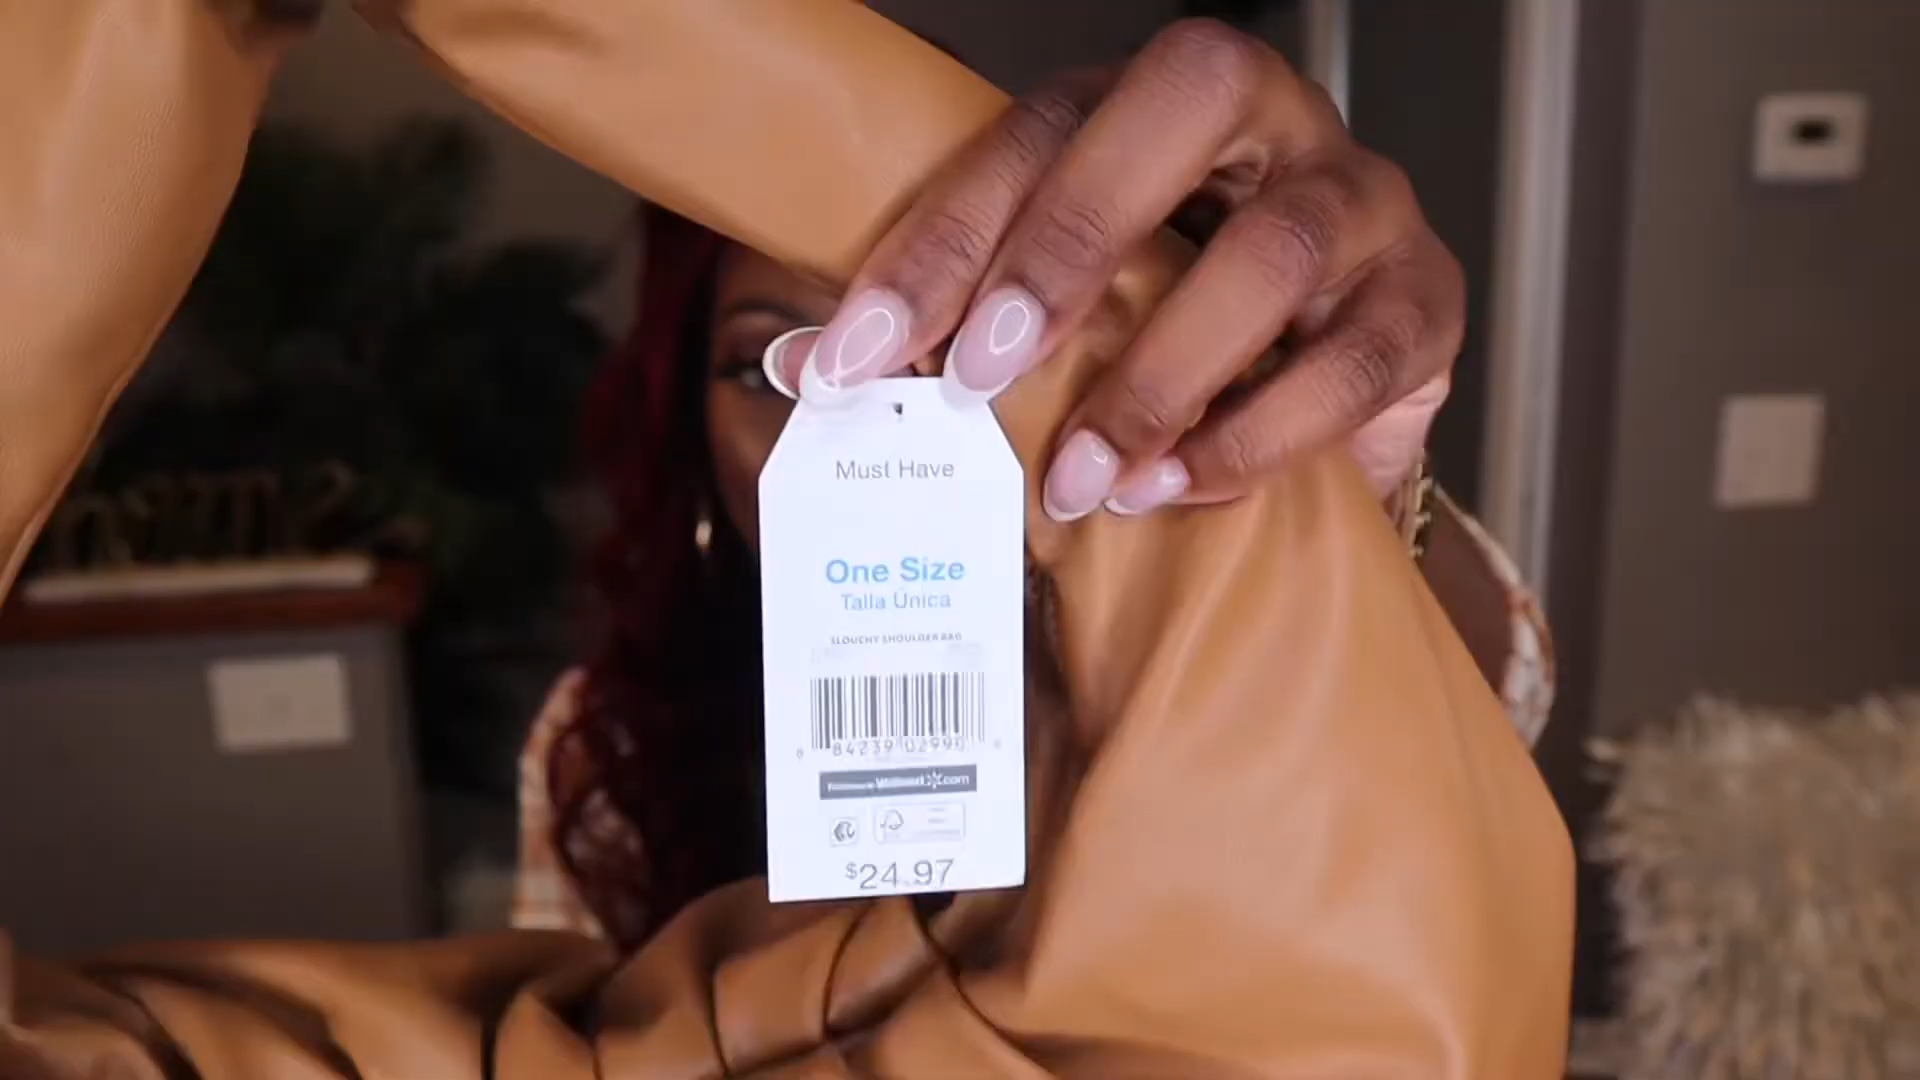 Must Have
One Size
Talla Unica
SLOUCHY SHOULDER BAG
84239 02990
Walmart .com
$24.97